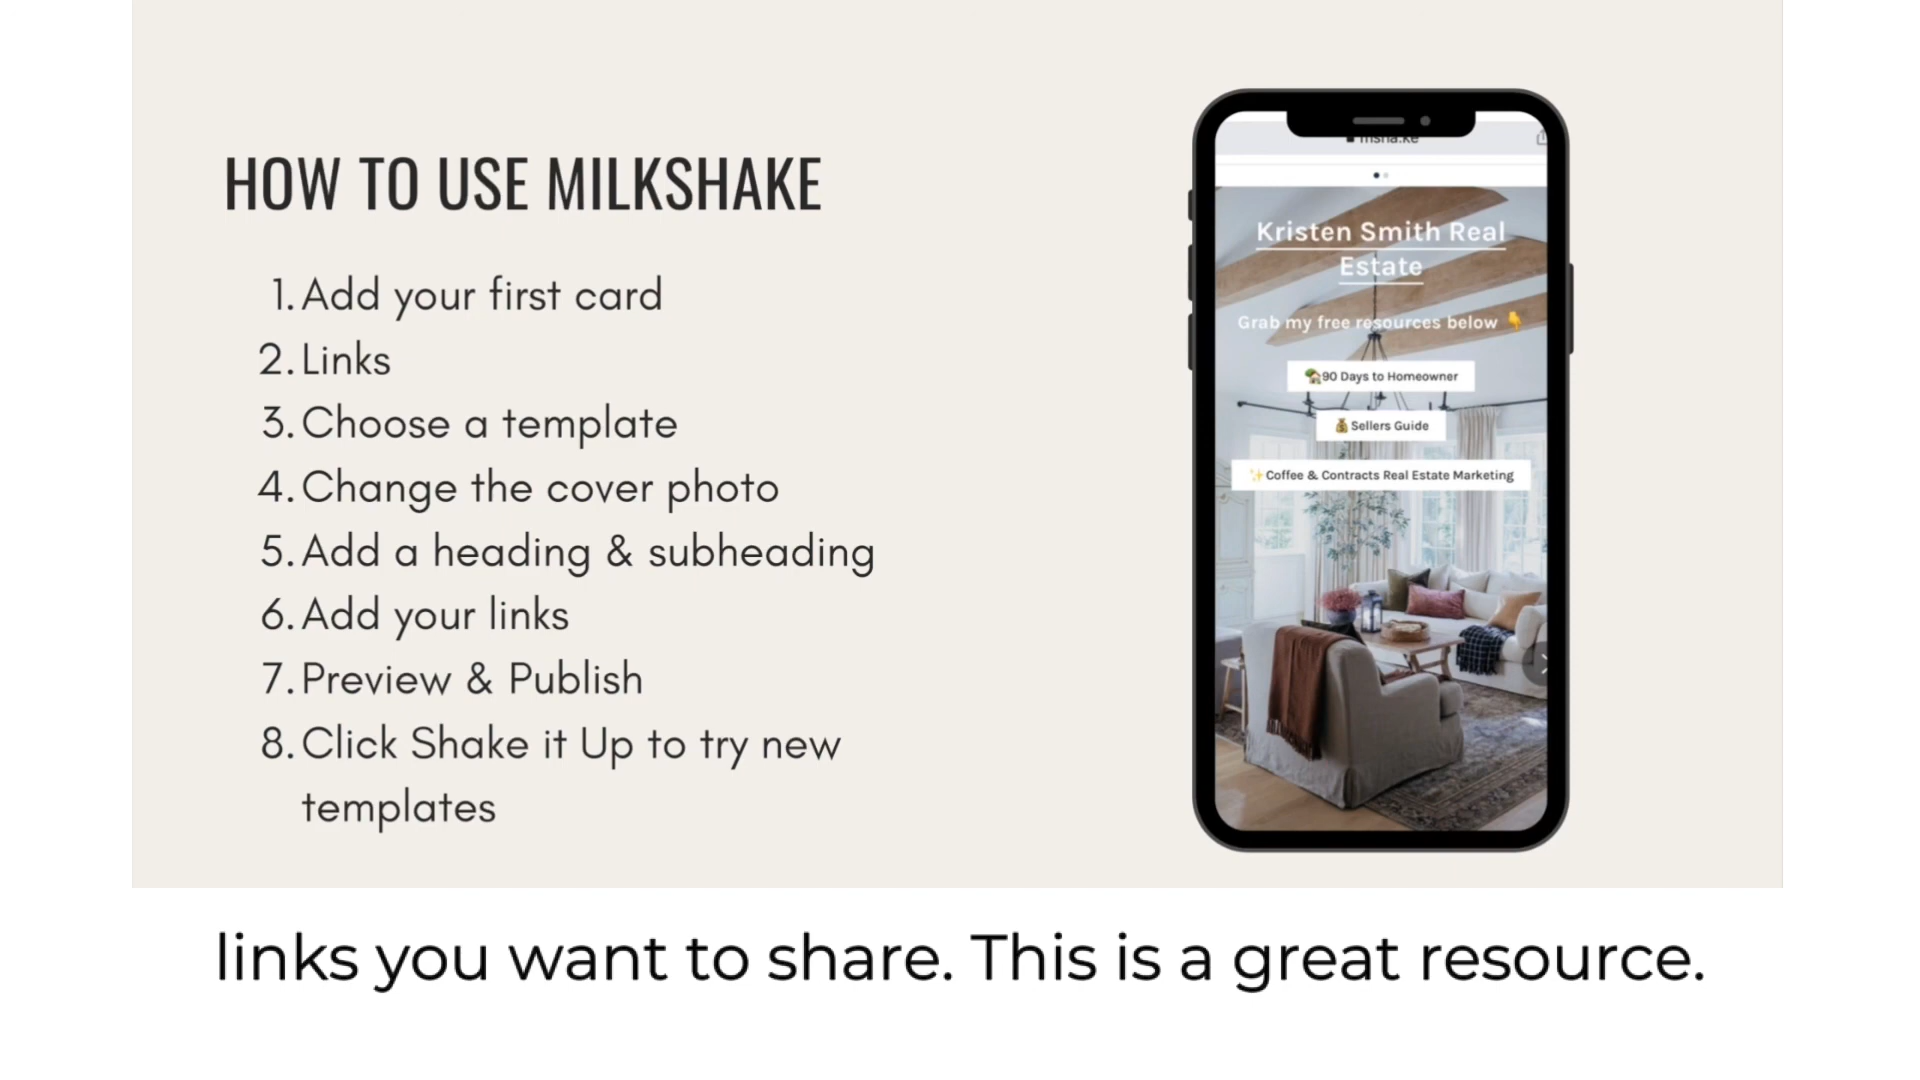 HOW TO USE MILKSHAKE
1. Add your first card
2. Links
3. Choose a template
4. Change the cover photo
5. Add a heading & subheading
6. Add your links
7. Preview & Publish
8. Click Shake it Up to try new
templates
msha.ke
Kristen Smith Real
Estate
Grab my free resources below 👇
🏡90 Days to Homeowner
💰Sellers Guide
✨Coffee & Contracts Real Estate Marketing
links you want to share. This is a great resource.